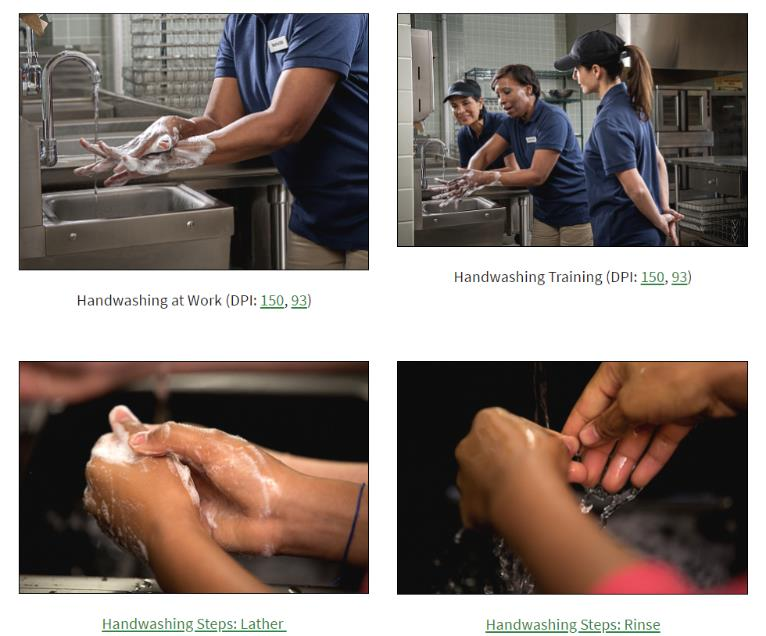 Handwashing at Work (DPI: 150, 93)
Handwashing Training (DPI: 150, 93)
Handwashing Steps: Lather
Handwashing Steps: Rinse